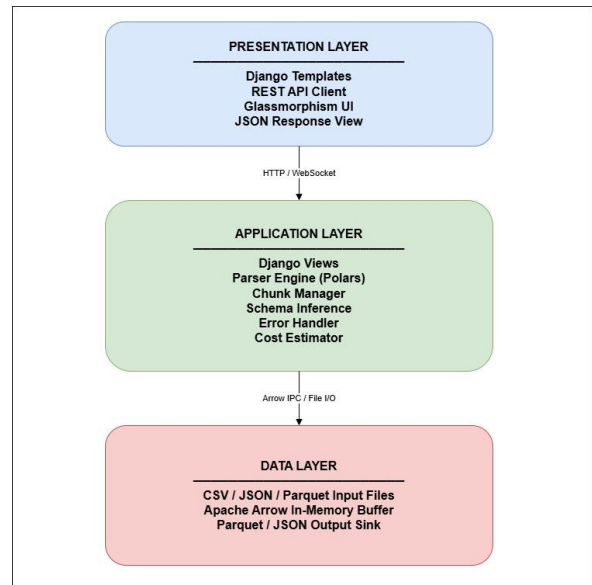 PRESENTATION LAYER
Django Templates
REST API Client
Glassmorphism UI
JSON Response View
HTTP / WebSocket
APPLICATION LAYER
Django Views
Parser Engine (Polars)
Chunk Manager
Schema Inference
Error Handler
Cost Estimator
Arrow IPC / File I/O
DATA LAYER
CSV / JSON / Parquet Input Files
Apache Arrow In-Memory Buffer
Parquet / JSON Output Sink